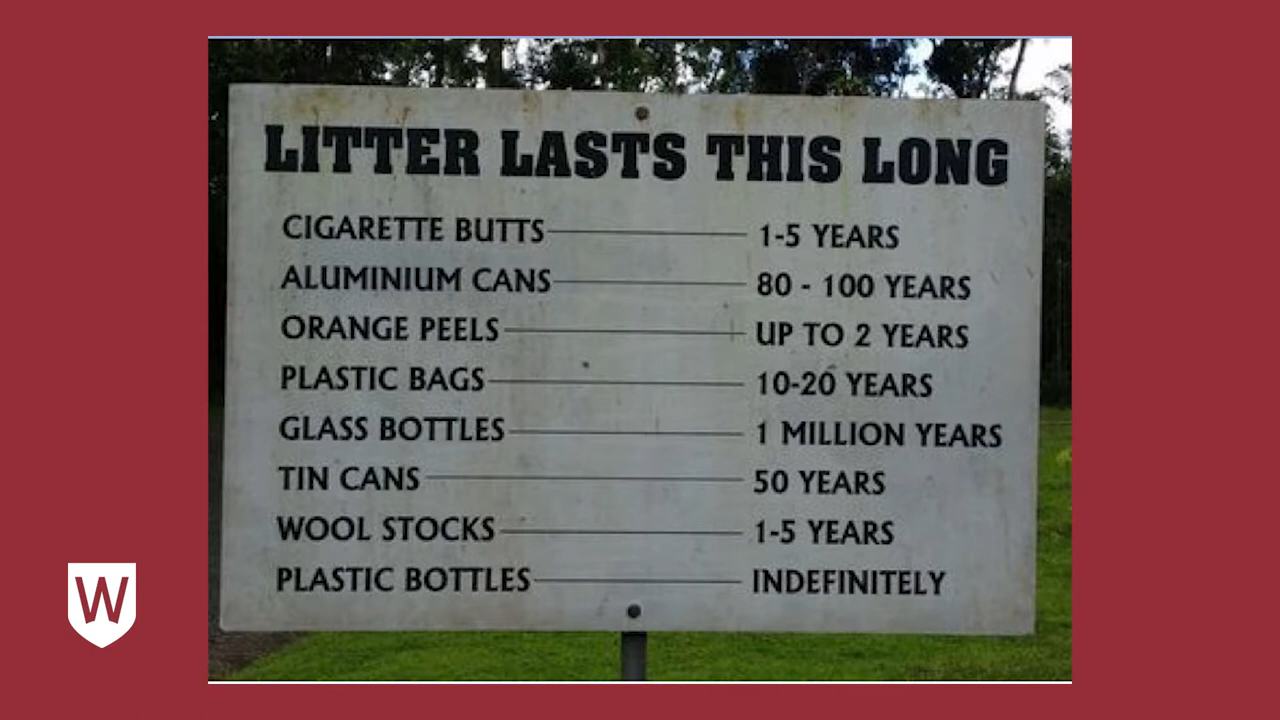 LITTER LASTS THIS LONG
CIGARETTE BUTTS 1-5 YEARS
ALUMINIUM CANS 80 - 100 YEARS
ORANGE PEELS UP TO 2 YEARS
PLASTIC BAGS 10-20 YEARS
GLASS BOTTLES 1 MILLION YEARS
TIN CANS 50 YEARS
WOOL STOCKS 1-5 YEARS
PLASTIC BOTTLES INDEFINITELY
W